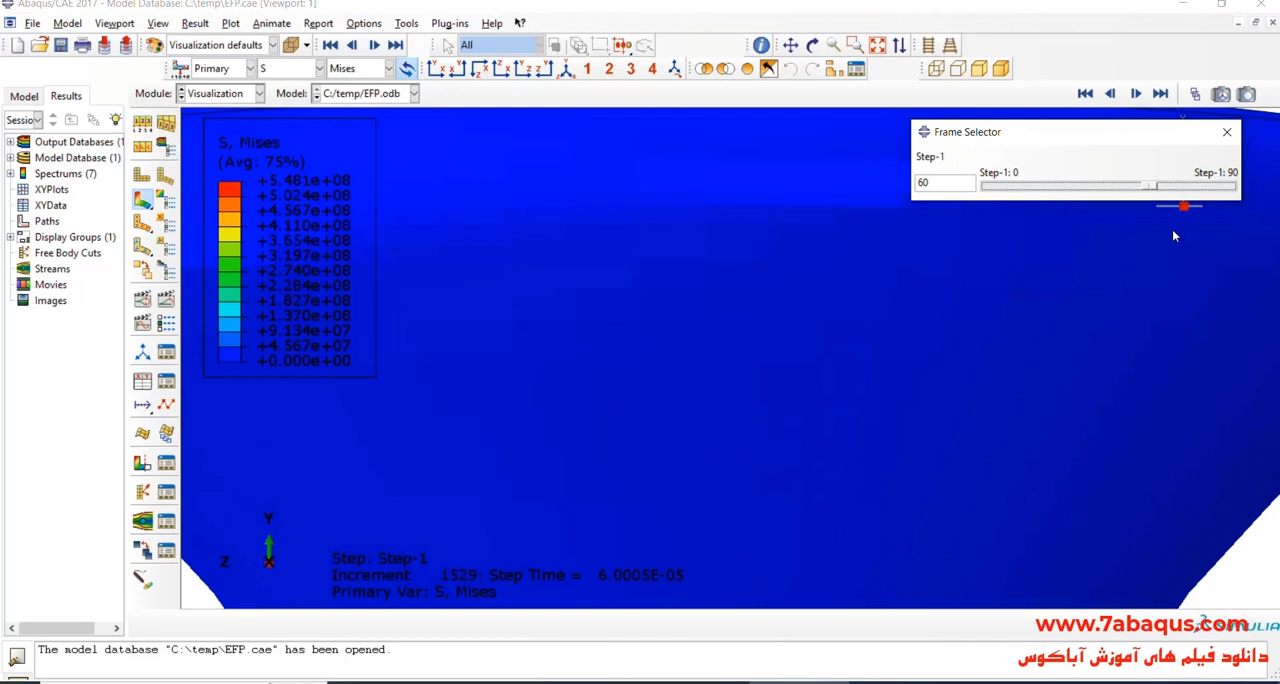 Abaqus/CAE 2017 - Model Database: C:\temp\EFP.cae [Viewport: 1]
File Model Viewport View Result Plot Animate Report Options Tools Plug-ins Help
Visualization defaults All
Primary S Mises 1 2 3 4
Model Results Module: Visualization Model: C:/temp/EFP.odb
Sessio
Output Databases (1
Model Database (1)
Spectrums (7)
XYPlots
XYData
Paths
Display Groups (1)
Free Body Cuts
Streams
Movies
Images
S, Mises
(Avg: 75%)
+5.481e+08
+5.024e+08
+4.567e+08
+4.110e+08
+3.654e+08
+3.197e+08
+2.740e+08
+2.284e+08
+1.827e+08
+1.370e+08
+9.134e+07
+4.567e+07
+0.000e+00
Frame Selector
Step-1
Step-1: 0 Step-1: 90
60
Y
Z X
Step: Step-1
Increment 1529: Step Time = 6.0005E-05
Primary Var: S, Mises
www.7abaqus.com
دانلود فیلم های آموزش آباکوس
The model database "C:\temp\EFP.cae" has been opened.